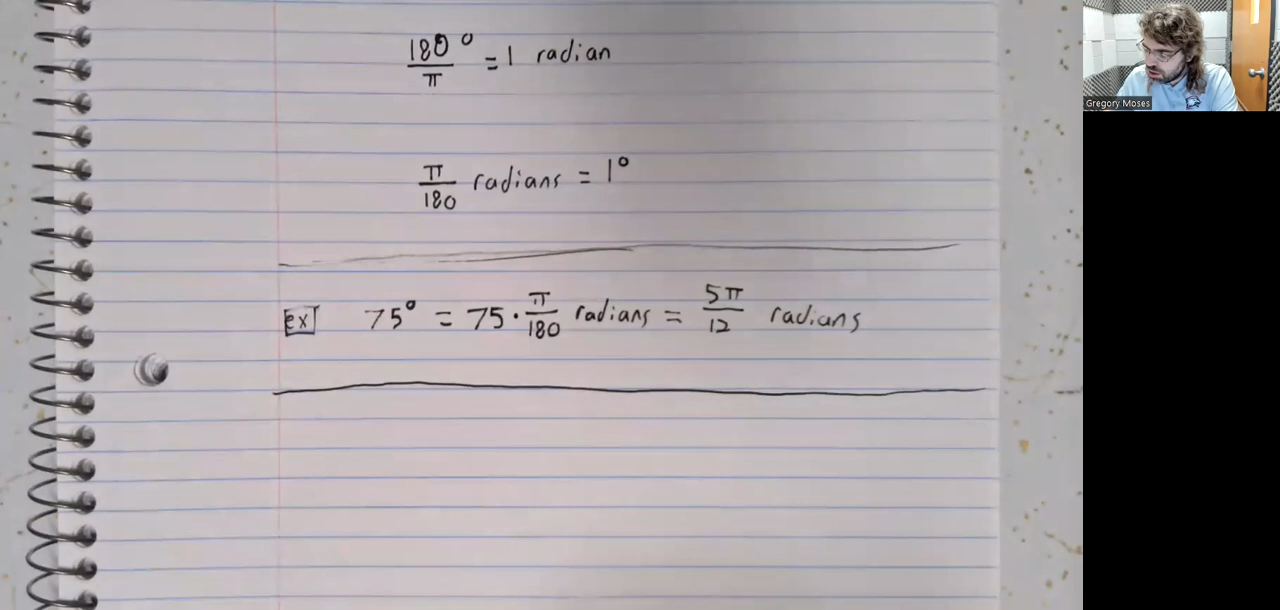 180°/π = 1 radian
π/180 radians = 1°
ex 75° = 75 · π/180 radians = 5π/12 radians
Gregory Moses